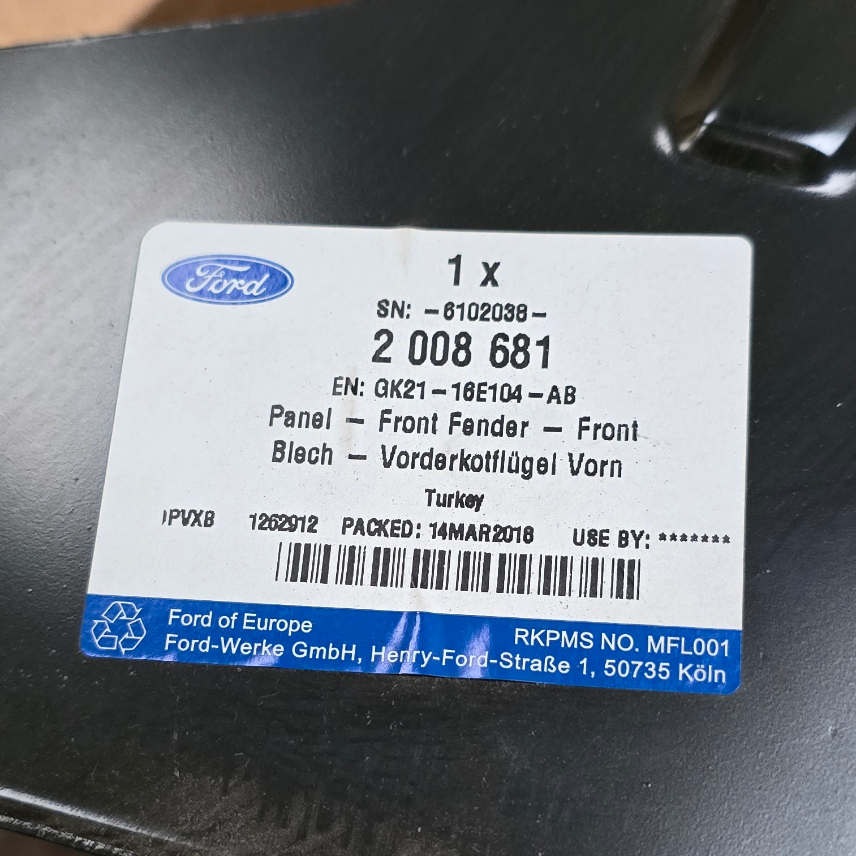 Ford
1 x
SN: -6102038-
2 008 681
EN: GK21-16E104-AB
Panel - Front Fender - Front
Blech - Vorderkotflügel Vorn
Turkey
PVXB 1262912 PACKED: 14MAR2018 USE BY: *******
Ford of Europe
RKPMS NO. MFL001
Ford-Werke GmbH, Henry-Ford-Straße 1, 50735 Köln